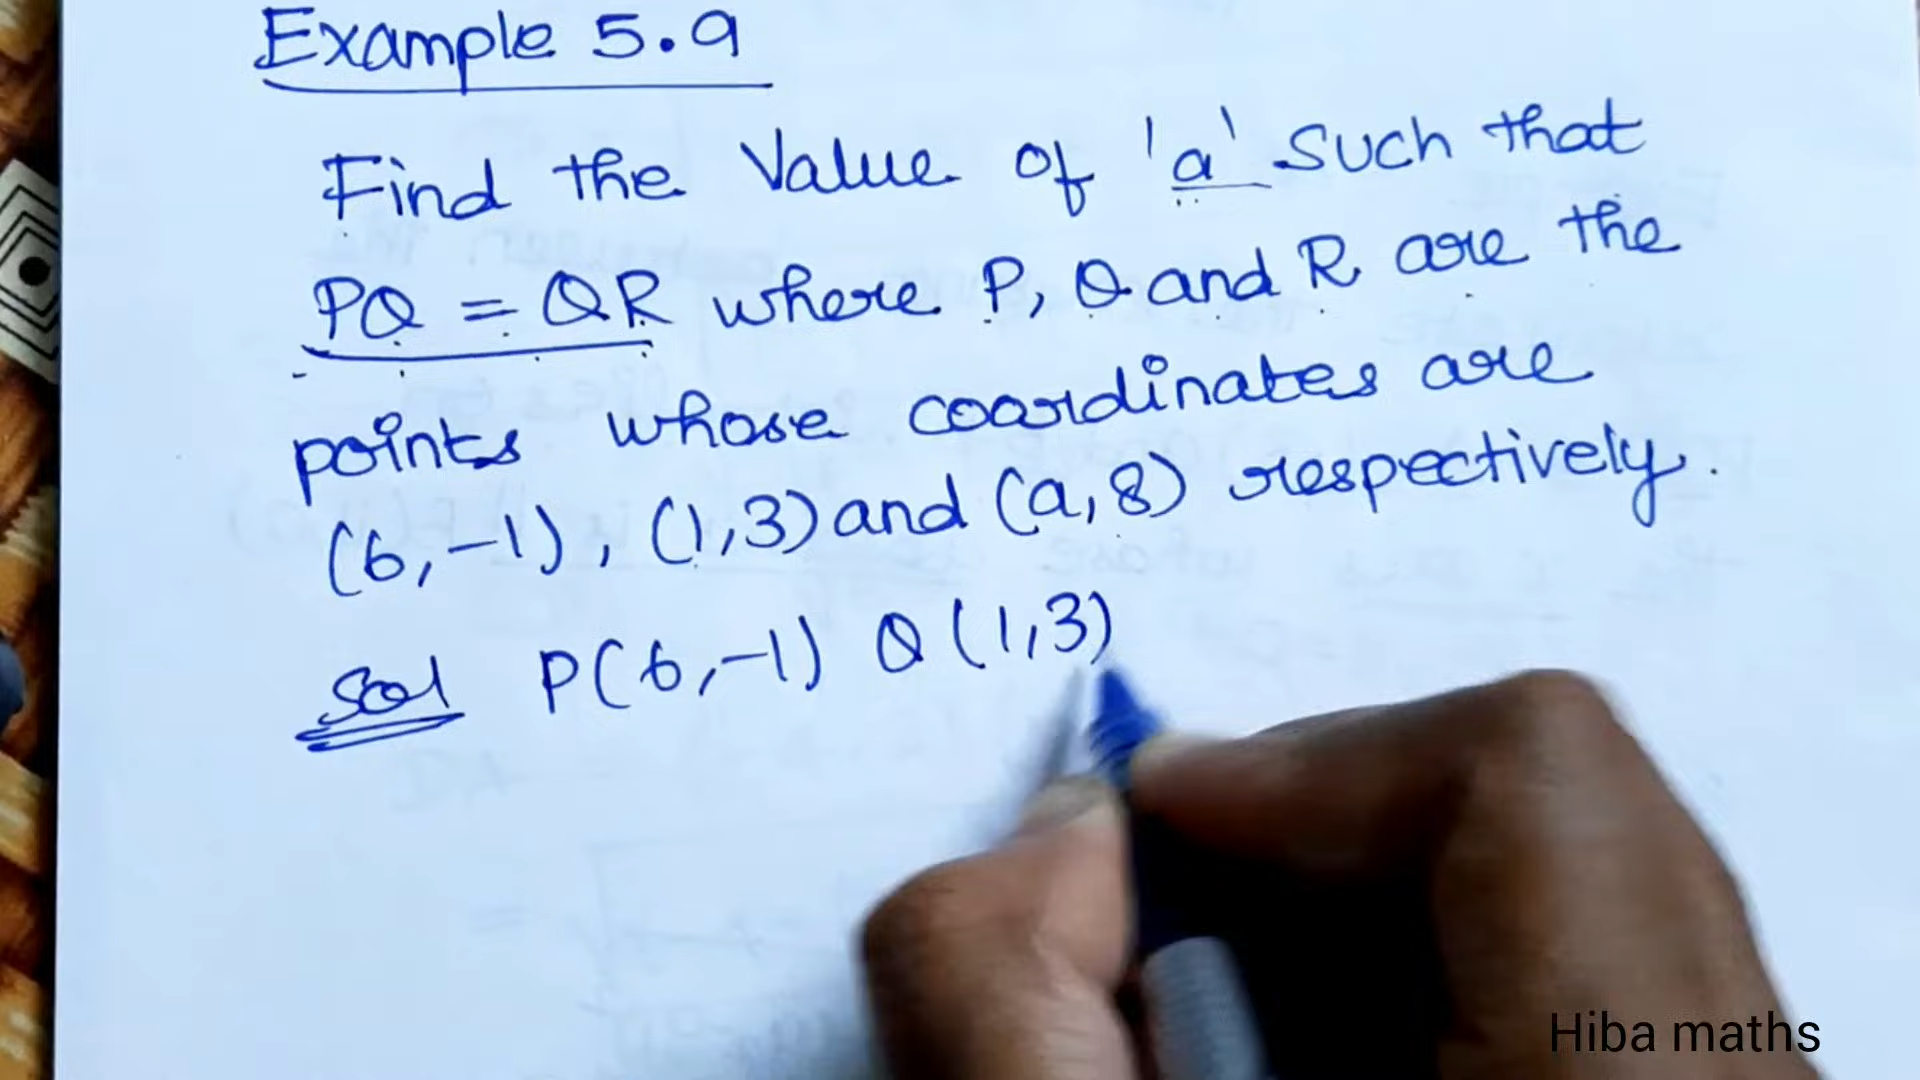 Example 5.9
Find the Value of 'a' such that
PQ = QR where P, Q and R are the
points whose coordinates are
(6,-1), (1,3) and (a,8) respectively.
Sol P(6,-1) Q(1,3)
Hiba maths